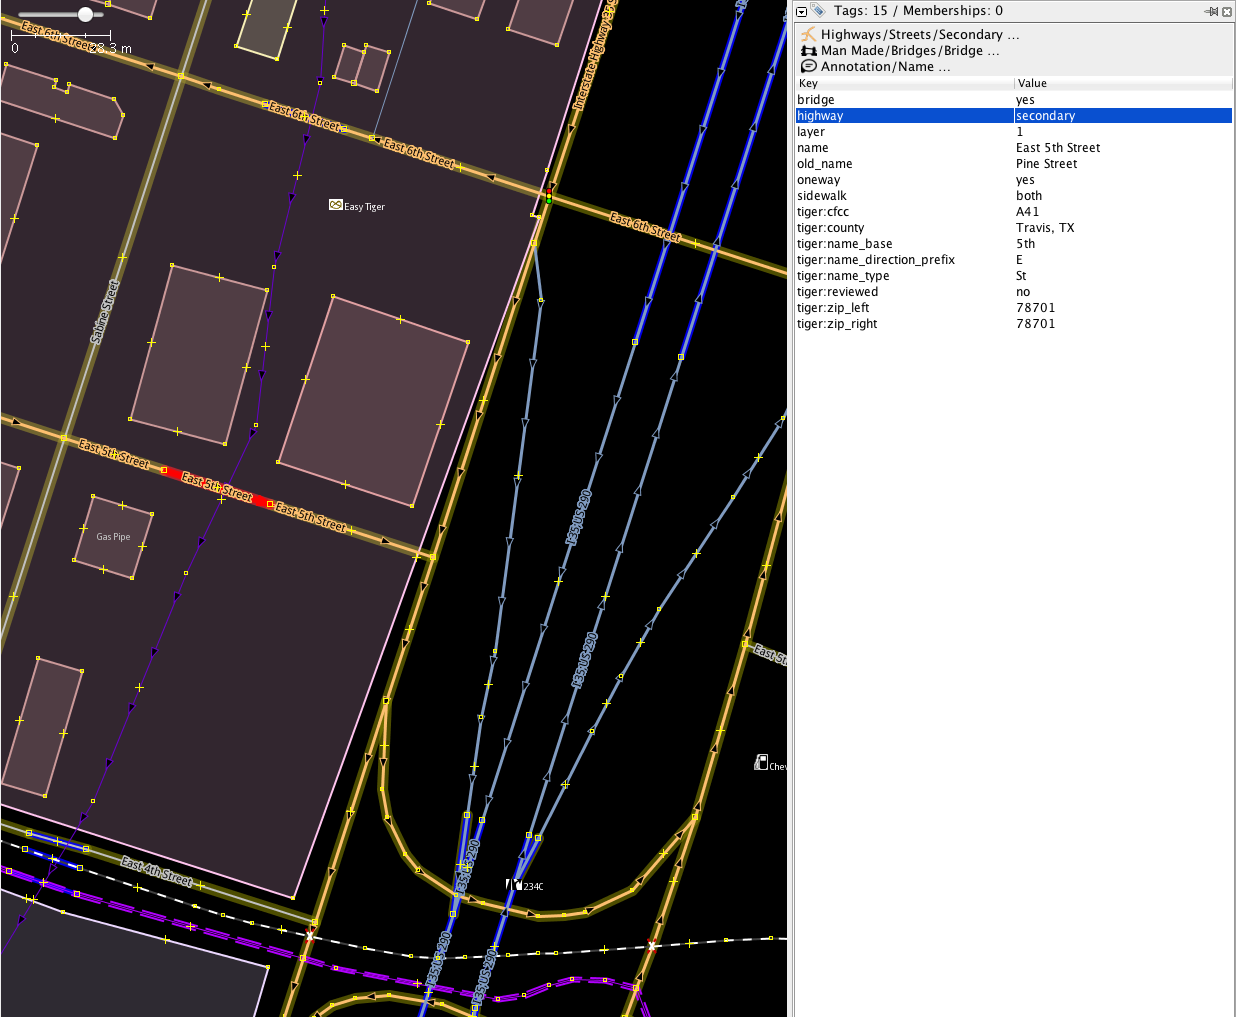 East 6th Street
0
28.3 m
Interstate Highway 35 S
East 6th Street
East 6th Street
Easy Tiger
East 6th Street
Sabine Street
East 5th Street
East 5th Street
East 5th Street
Gas Pipe
I 35;US 290
I 35;US 290
East 5t
Chev
East 4th Street
I 35;US 290
234C
I 35;US 290
I 35;US 290
Tags: 15 / Memberships: 0
Highways/Streets/Secondary ...
Man Made/Bridges/Bridge ...
Annotation/Name ...
Key Value
bridge yes
highway secondary
layer 1
name East 5th Street
old_name Pine Street
oneway yes
sidewalk both
tiger:cfcc A41
tiger:county Travis, TX
tiger:name_base 5th
tiger:name_direction_prefix E
tiger:name_type St
tiger:reviewed no
tiger:zip_left 78701
tiger:zip_right 78701